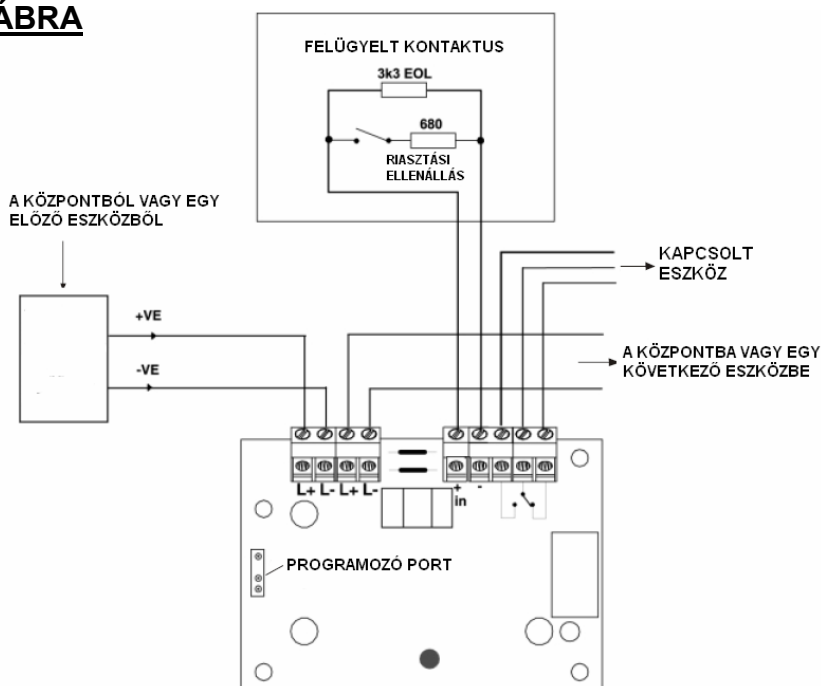 ÁBRA
FELÜGYELT KONTAKTUS
3k3 EOL
680
RIASZTÁSI
ELLENÁLLÁS
A KÖZPONTBÓL VAGY EGY
ELŐZŐ ESZKÖZBŐL
KAPCSOLT
ESZKÖZ
+VE
-VE
A KÖZPONTBA VAGY EGY
KÖVETKEZŐ ESZKÖZBE
L+ L- L+ L-
+ -
in
PROGRAMOZÓ PORT